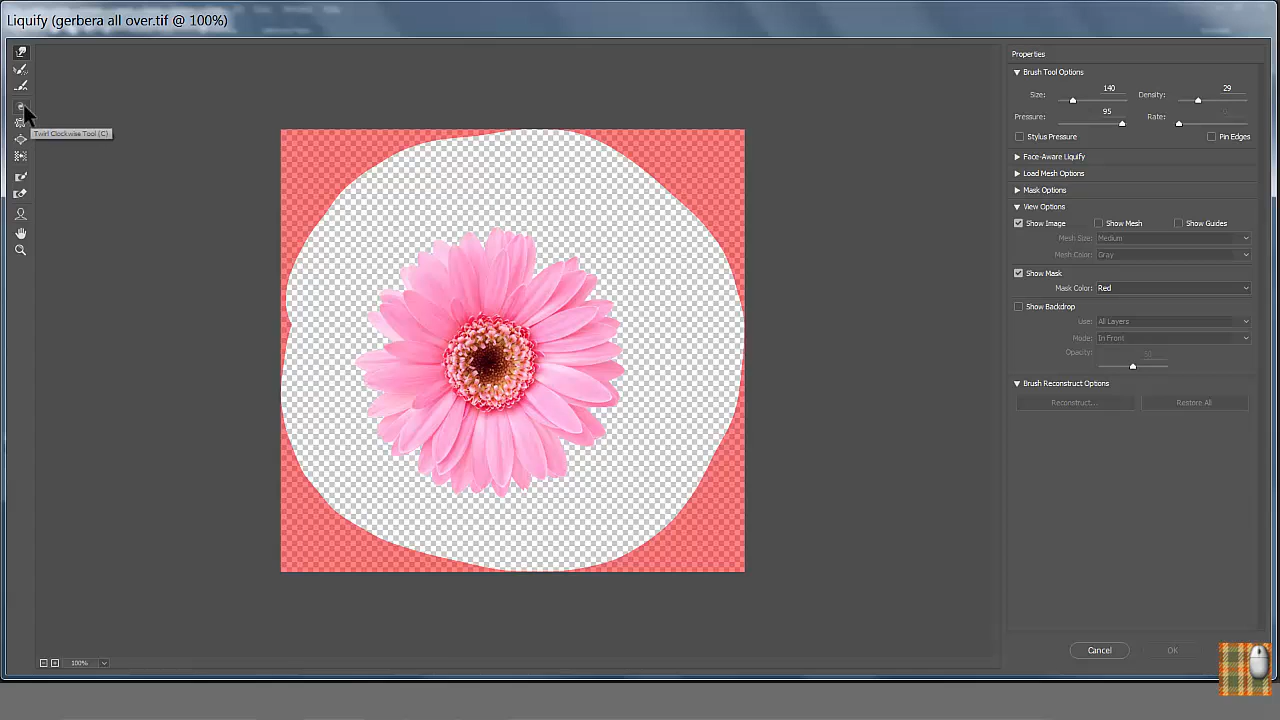 Liquify (gerbera all over.tif @ 100%)
Properties
Brush Tool Options
Size: 140 Density: 29
Pressure: 95 Rate: 0
Stylus Pressure Pin Edges
Face-Aware Liquify
Load Mesh Options
Mask Options
View Options
Show Image Show Mesh Show Guides
Mesh Size: Medium
Mesh Color: Gray
Show Mask
Mask Color: Red
Show Backdrop
Use: All Layers
Mode: In Front
Opacity: 50
Brush Reconstruct Options
Reconstruct... Restore All
Twirl Clockwise Tool (C)
Cancel OK
100%